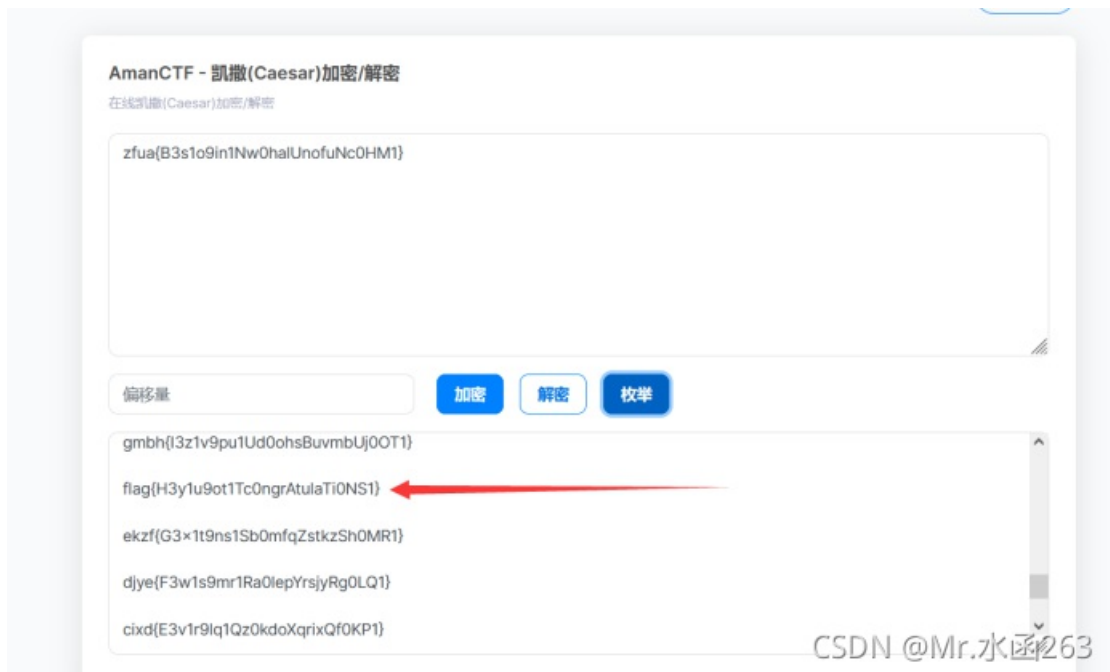 AmanCTF - 凯撒(Caesar)加密/解密
在线凯撒(Caesar)加密/解密
zfua{B3s1o9in1Nw0halUnofuNc0HM1}
偏移量 加密 解密 枚举
gmbh{I3z1v9pu1Ud0ohsBuvmbUj0OT1}
flag{H3y1u9ot1Tc0ngrAtulaTi0NS1}
ekzf{G3x1t9ns1Sb0mfqZstkzSh0MR1}
djye{F3w1s9mr1Ra0lepYrsjyRg0LQ1}
cixd{E3v1r9lq1Qz0kdoXqrixQf0KP1}
CSDN @Mr.水函263